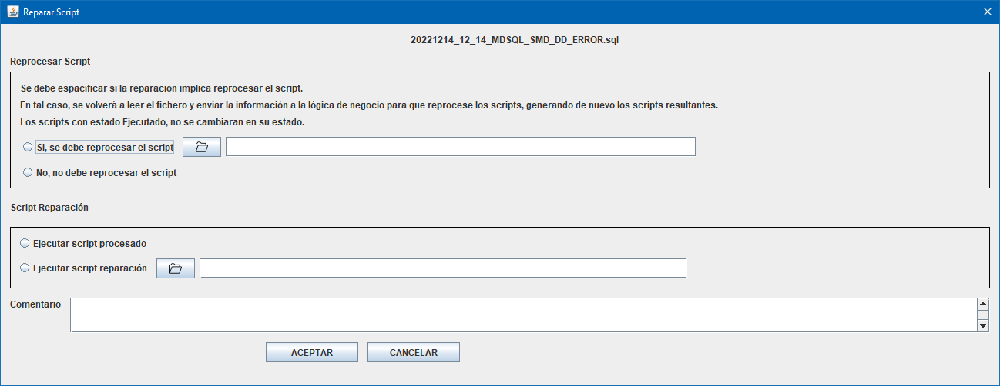 Reparar Script
20221214_12_14_MDSQL_SMD_DD_ERROR.sql
Reprocesar Script
Se debe espacificar si la reparacion implica reprocesar el script.
En tal caso, se volverá a leer el fichero y enviar la información a la lógica de negocio para que reprocese los scripts, generando de nuevo los scripts resultantes.
Los scripts con estado Ejecutado, no se cambiaran en su estado.
Si, se debe reprocesar el script
No, no debe reprocesar el script
Script Reparación
Ejecutar script procesado
Ejecutar script reparación
Comentario
ACEPTAR CANCELAR